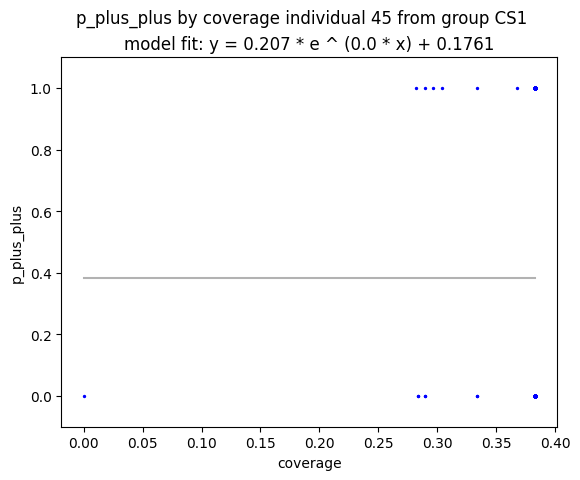 p_plus_plus by coverage individual 45 from group CS1
model fit: y = 0.207 * e ^ (0.0 * x) + 0.1761
1.0
0.8
0.6
0.4
0.2
0.0
p_plus_plus
0.00 0.05 0.10 0.15 0.20 0.25 0.30 0.35 0.40
coverage